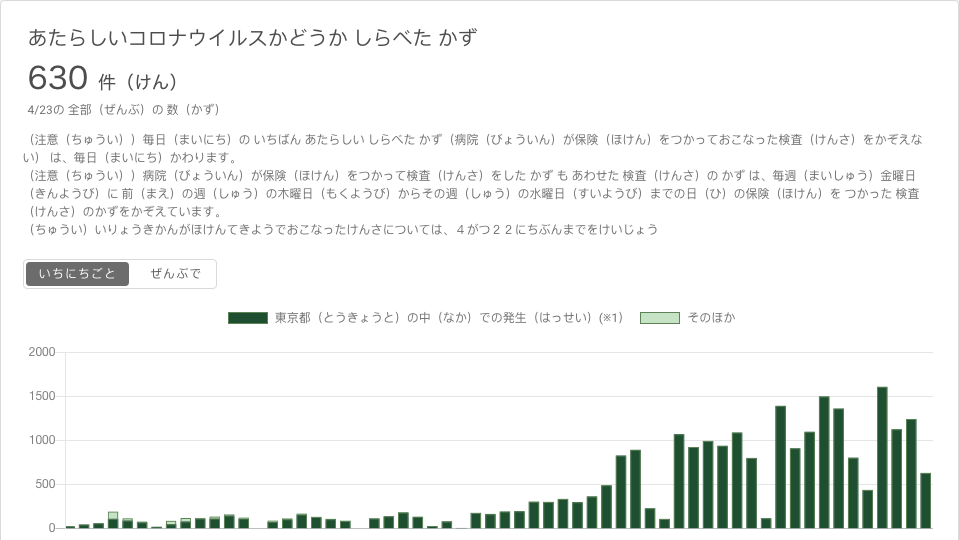 あたらしいコロナウイルスかどうか しらべた かず
630 件（けん）
4/23の 全部（ぜんぶ）の 数（かず）
（注意（ちゅうい））毎日（まいにち）の いちばん あたらしい しらべた かず（病院（びょういん）が保険（ほけん）をつかっておこなった検査（けんさ）をかぞえな
い） は、毎日（まいにち）かわります。
（注意（ちゅうい））病院（びょういん）が保険（ほけん）をつかって検査（けんさ）をした かず も あわせた 検査（けんさ）の かず は、毎週（まいしゅう）金曜日
（きんようび）に 前（まえ）の週（しゅう）の木曜日（もくようび）からその週（しゅう）の水曜日（すいようび）までの日（ひ）の保険（ほけん）を つかった 検査
（けんさ）のかずをかぞえています。
（ちゅうい）いりょうきかんがほけんてきようでおこなったけんさについては、４がつ２２にちぶんまでをけいじょう
いちにちごと ぜんぶで
東京都（とうきょうと）の中（なか）での発生（はっせい）(※1) そのほか
2000
1500
1000
500
0